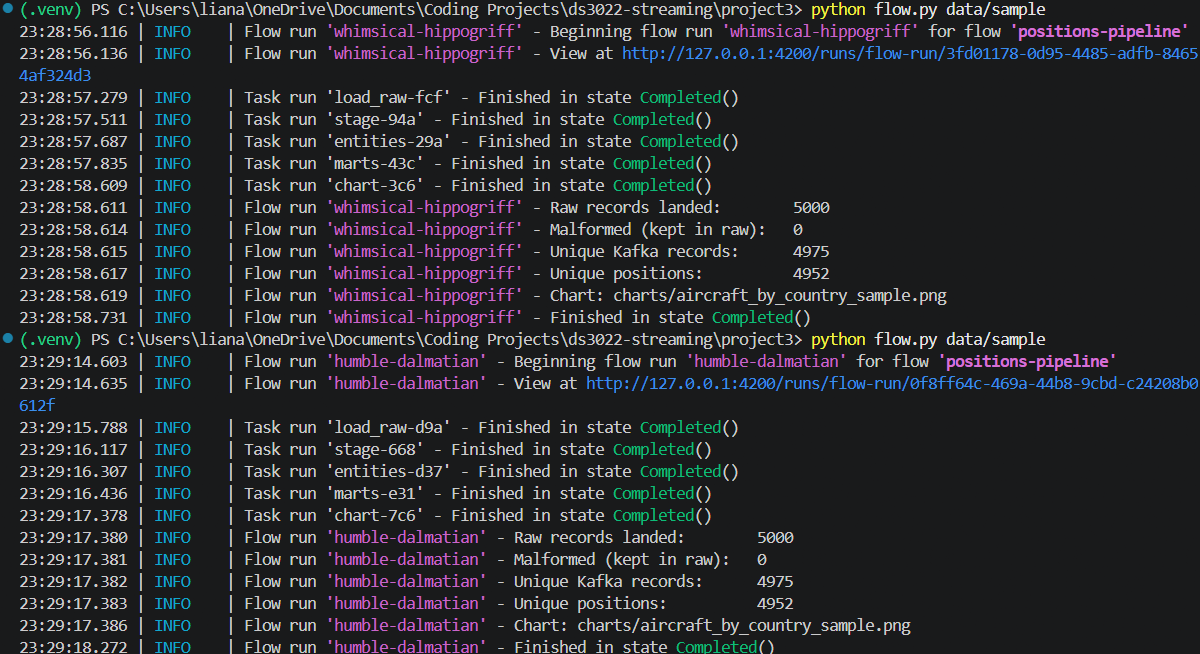 (.venv) PS C:\Users\liana\OneDrive\Documents\Coding Projects\ds3022-streaming\project3> python flow.py data/sample
23:28:56.116 | INFO    | Flow run 'whimsical-hippogriff' - Beginning flow run 'whimsical-hippogriff' for flow 'positions-pipeline'
23:28:56.136 | INFO    | Flow run 'whimsical-hippogriff' - View at http://127.0.0.1:4200/runs/flow-run/3fd01178-0d95-4485-adfb-8465
4af324d3
23:28:57.279 | INFO    | Task run 'load_raw-fcf' - Finished in state Completed()
23:28:57.511 | INFO    | Task run 'stage-94a' - Finished in state Completed()
23:28:57.687 | INFO    | Task run 'entities-29a' - Finished in state Completed()
23:28:57.835 | INFO    | Task run 'marts-43c' - Finished in state Completed()
23:28:58.609 | INFO    | Task run 'chart-3c6' - Finished in state Completed()
23:28:58.611 | INFO    | Flow run 'whimsical-hippogriff' - Raw records landed:        5000
23:28:58.614 | INFO    | Flow run 'whimsical-hippogriff' - Malformed (kept in raw):   0
23:28:58.615 | INFO    | Flow run 'whimsical-hippogriff' - Unique Kafka records:      4975
23:28:58.617 | INFO    | Flow run 'whimsical-hippogriff' - Unique positions:          4952
23:28:58.619 | INFO    | Flow run 'whimsical-hippogriff' - Chart: charts/aircraft_by_country_sample.png
23:28:58.731 | INFO    | Flow run 'whimsical-hippogriff' - Finished in state Completed()
(.venv) PS C:\Users\liana\OneDrive\Documents\Coding Projects\ds3022-streaming\project3> python flow.py data/sample
23:29:14.603 | INFO    | Flow run 'humble-dalmatian' - Beginning flow run 'humble-dalmatian' for flow 'positions-pipeline'
23:29:14.635 | INFO    | Flow run 'humble-dalmatian' - View at http://127.0.0.1:4200/runs/flow-run/0f8ff64c-469a-44b8-9cbd-c24208b0
612f
23:29:15.788 | INFO    | Task run 'load_raw-d9a' - Finished in state Completed()
23:29:16.117 | INFO    | Task run 'stage-668' - Finished in state Completed()
23:29:16.307 | INFO    | Task run 'entities-d37' - Finished in state Completed()
23:29:16.436 | INFO    | Task run 'marts-e31' - Finished in state Completed()
23:29:17.378 | INFO    | Task run 'chart-7c6' - Finished in state Completed()
23:29:17.380 | INFO    | Flow run 'humble-dalmatian' - Raw records landed:        5000
23:29:17.381 | INFO    | Flow run 'humble-dalmatian' - Malformed (kept in raw):   0
23:29:17.382 | INFO    | Flow run 'humble-dalmatian' - Unique Kafka records:      4975
23:29:17.383 | INFO    | Flow run 'humble-dalmatian' - Unique positions:          4952
23:29:17.386 | INFO    | Flow run 'humble-dalmatian' - Chart: charts/aircraft_by_country_sample.png
23:29:18.272 | INFO    | Flow run 'humble-dalmatian' - Finished in state Completed()